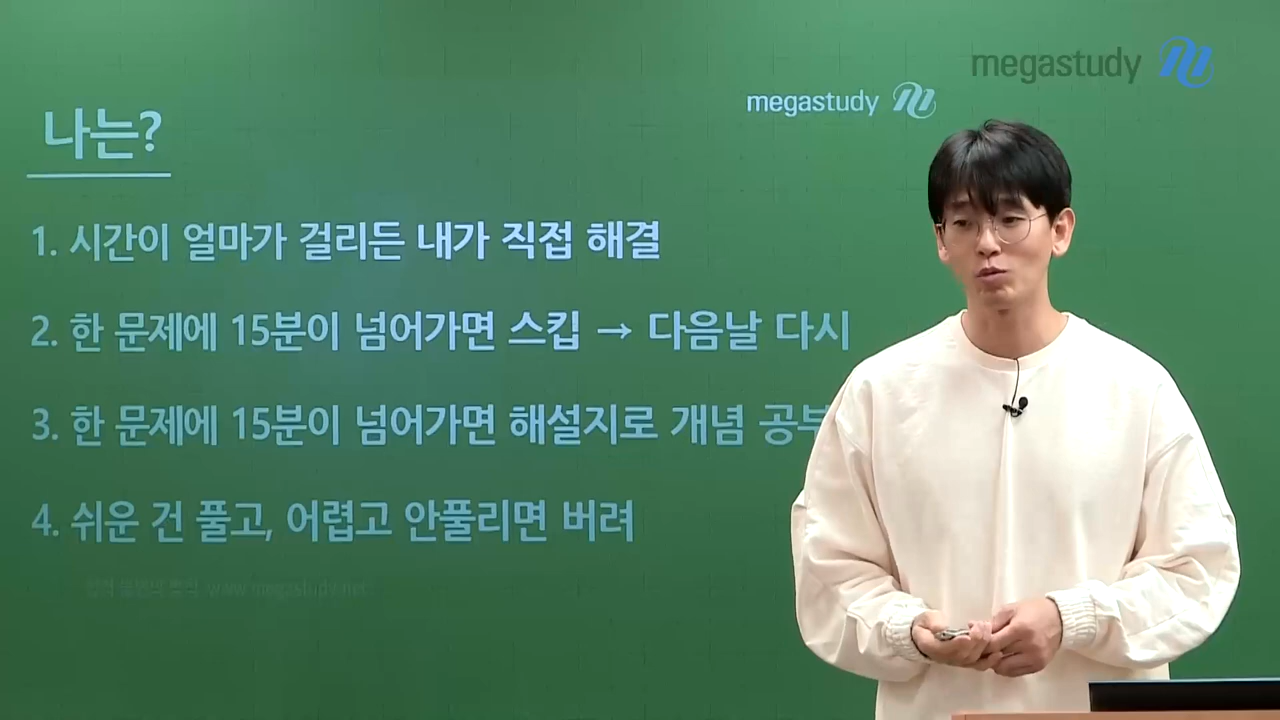 megastudy
megastudy
나는?
1. 시간이 얼마가 걸리든 내가 직접 해결
2. 한 문제에 15분이 넘어가면 스킵 → 다음날 다시
3. 한 문제에 15분이 넘어가면 해설지로 개념 공부
4. 쉬운 건 풀고, 어렵고 안풀리면 버려
www.megastudy.net